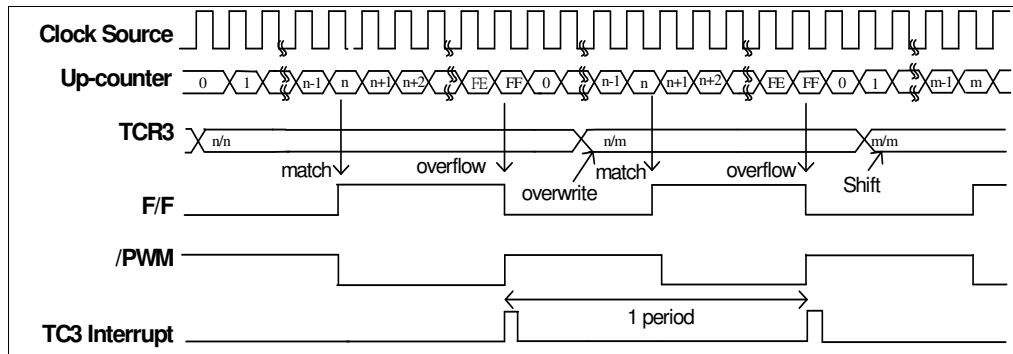 Clock Source
Up-counter
0 1 n-1 n n+1 n+2 FE FF 0 n-1 n n+1 n+2 FE FF 0 1 m-1 m
TCR3
n/n n/m m/m
match overflow overwrite match overflow Shift
F/F
/PWM
1 period
TC3 Interrupt